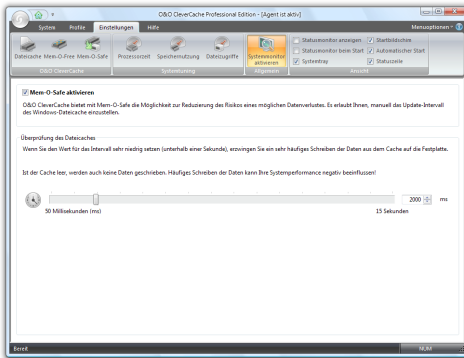 O&O CleverCache Professional Edition - [Agent ist aktiv]
System Profile Einstellungen Hilfe Menuoptionen
Dateicache Mem-O-Free Mem-O-Safe Prozessorzeit Speichernutzung Dateizugriffe Systemmonitor aktivieren
Statusmonitor anzeigen Startbildschirm
Statusmonitor beim Start Automatischer Start
Systemtray Statuszeile
O&O CleverCache Systemtuning Allgemein Ansicht
Mem-O-Safe aktivieren
O&O CleverCache bietet mit Mem-O-Safe die Möglichkeit zur Reduzierung des Risikos eines möglichen Datenverlustes. Es erlaubt Ihnen, manuell das Update-Intervall
des Windows-Dateicache einzustellen.
Überprüfung des Dateicaches
Wenn Sie den Wert für das Intervall sehr niedrig setzen (unterhalb einer Sekunde), erzwingen Sie ein sehr häufiges Schreiben der Daten aus dem Cache auf die Festplatte.
Ist der Cache leer, werden auch keine Daten geschrieben. Häufiges Schreiben der Daten kann Ihre Systemperformance negativ beeinflussen!
2000 ms
50 Millisekunden (ms) 15 Sekunden
Bereit NUM